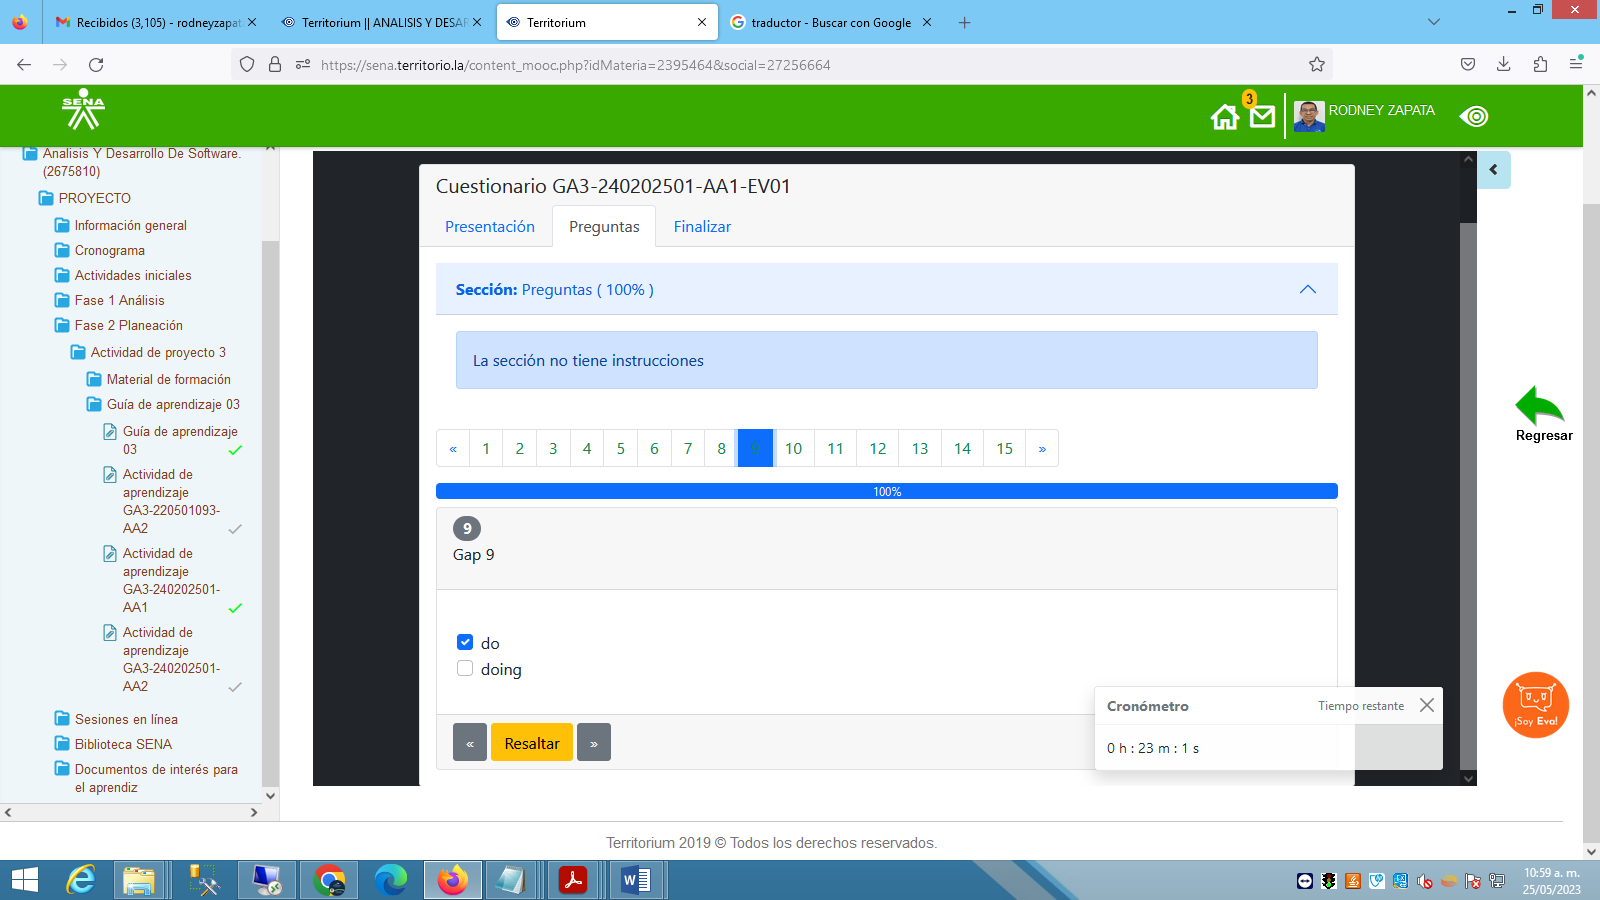 Recibidos (3,105) - rodneyzapat
Territorium || ANALISIS Y DESAR
Territorium
traductor - Buscar con Google
https://sena.territorio.la/content_mooc.php?idMateria=2395464&social=27256664
SENA
3
RODNEY ZAPATA
Analisis Y Desarrollo De Software.
(2675810)
PROYECTO
Información general
Cronograma
Actividades iniciales
Fase 1 Análisis
Fase 2 Planeación
Actividad de proyecto 3
Material de formación
Guía de aprendizaje 03
Guía de aprendizaje
03
Actividad de
aprendizaje
GA3-220501093-
AA2
Actividad de
aprendizaje
GA3-240202501-
AA1
Actividad de
aprendizaje
GA3-240202501-
AA2
Sesiones en línea
Biblioteca SENA
Documentos de interés para
el aprendiz
Cuestionario GA3-240202501-AA1-EV01
Presentación
Preguntas
Finalizar
Sección: Preguntas ( 100% )
La sección no tiene instrucciones
« 1 2 3 4 5 6 7 8 9 10 11 12 13 14 15 »
100%
9
Gap 9
do
doing
« Resaltar »
Cronómetro
Tiempo restante
0 h : 23 m : 1 s
Regresar
¡Soy Eva!
Territorium 2019 © Todos los derechos reservados.
10:59 a. m.
25/05/2023